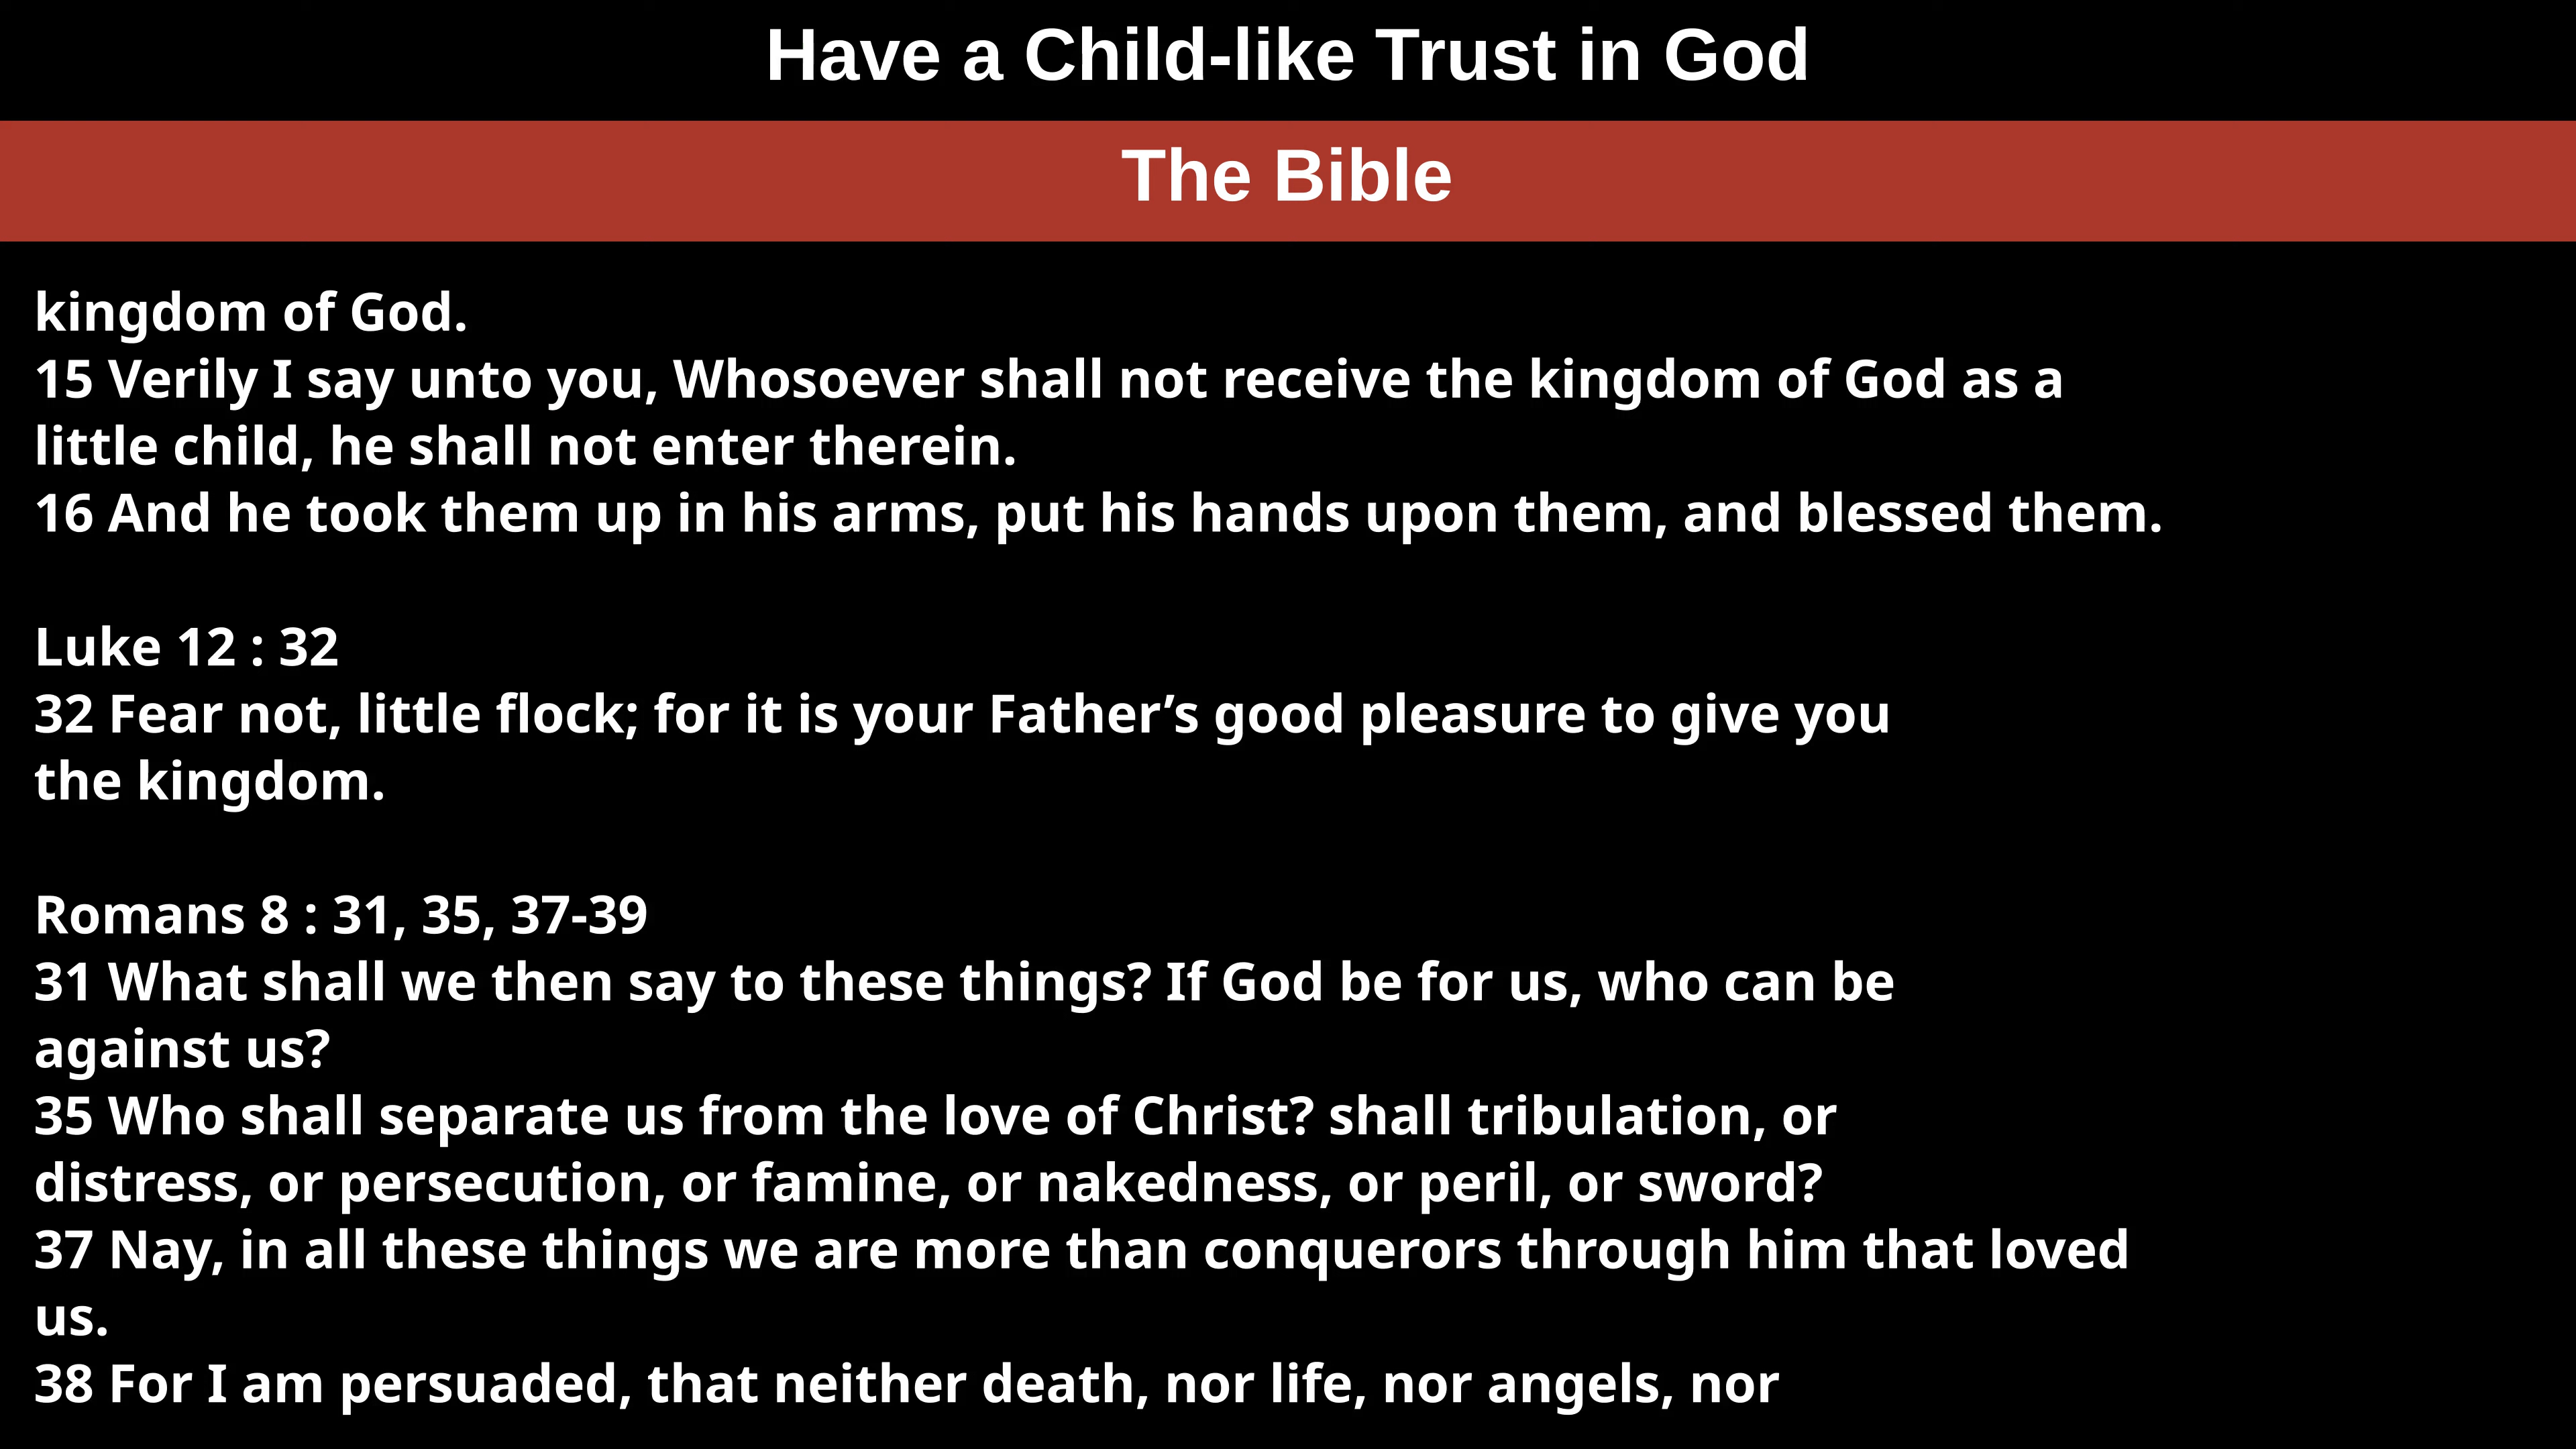 Have a Child-like Trust in God
The Bible
kingdom of God.
15 Verily I say unto you, Whosoever shall not receive the kingdom of God as a
little child, he shall not enter therein.
16 And he took them up in his arms, put his hands upon them, and blessed them.
Luke 12 : 32
32 Fear not, little flock; for it is your Father’s good pleasure to give you
the kingdom.
Romans 8 : 31, 35, 37-39
31 What shall we then say to these things? If God be for us, who can be
against us?
35 Who shall separate us from the love of Christ? shall tribulation, or
distress, or persecution, or famine, or nakedness, or peril, or sword?
37 Nay, in all these things we are more than conquerors through him that loved
us.
38 For I am persuaded, that neither death, nor life, nor angels, nor